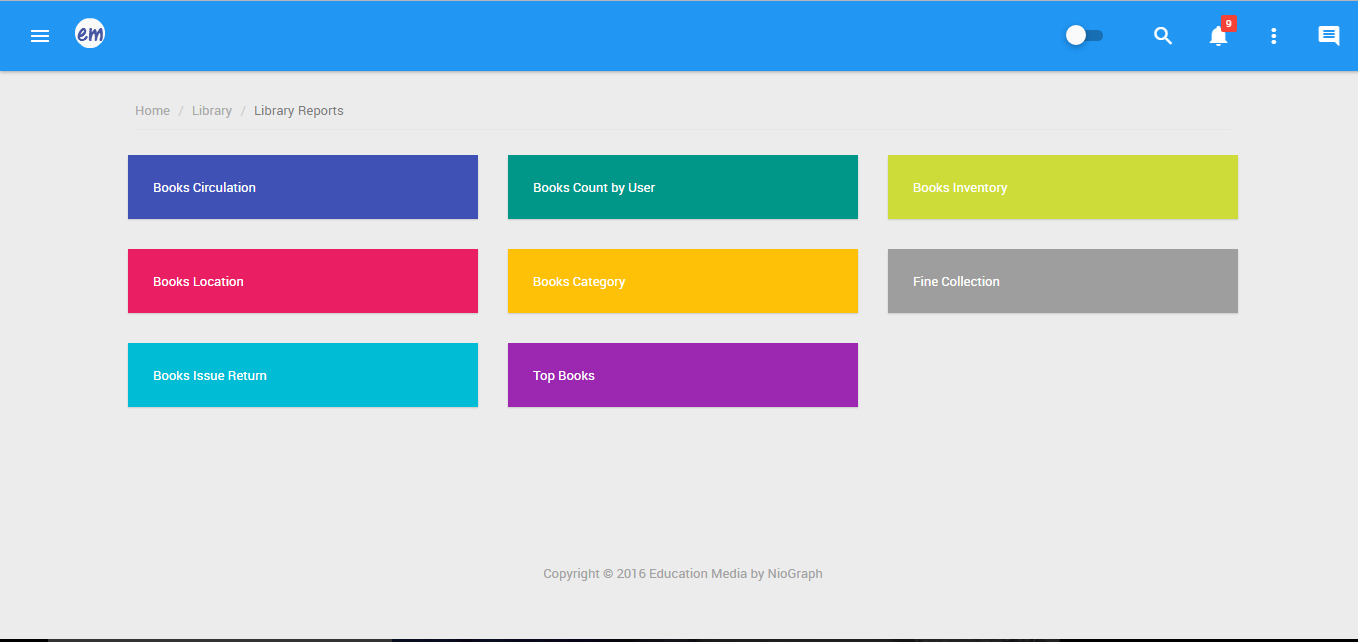 em
9
Home / Library / Library Reports
Books Circulation
Books Count by User
Books Inventory
Books Location
Books Category
Fine Collection
Books Issue Return
Top Books
Copyright © 2016 Education Media by NioGraph